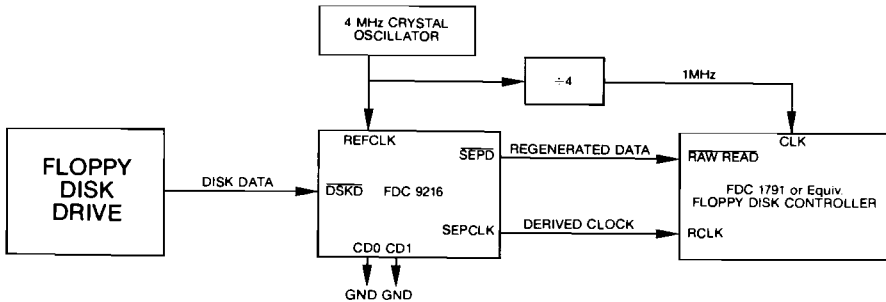 4 MHz CRYSTAL
OSCILLATOR
÷4
1MHz
FLOPPY
DISK
DRIVE
DISK DATA
REFCLK
DSKD
FDC 9216
SEPD
SEPCLK
CD0 CD1
GND GND
REGENERATED DATA
DERIVED CLOCK
CLK
RAW READ
FDC 1791 or Equiv.
FLOPPY DISK CONTROLLER
RCLK